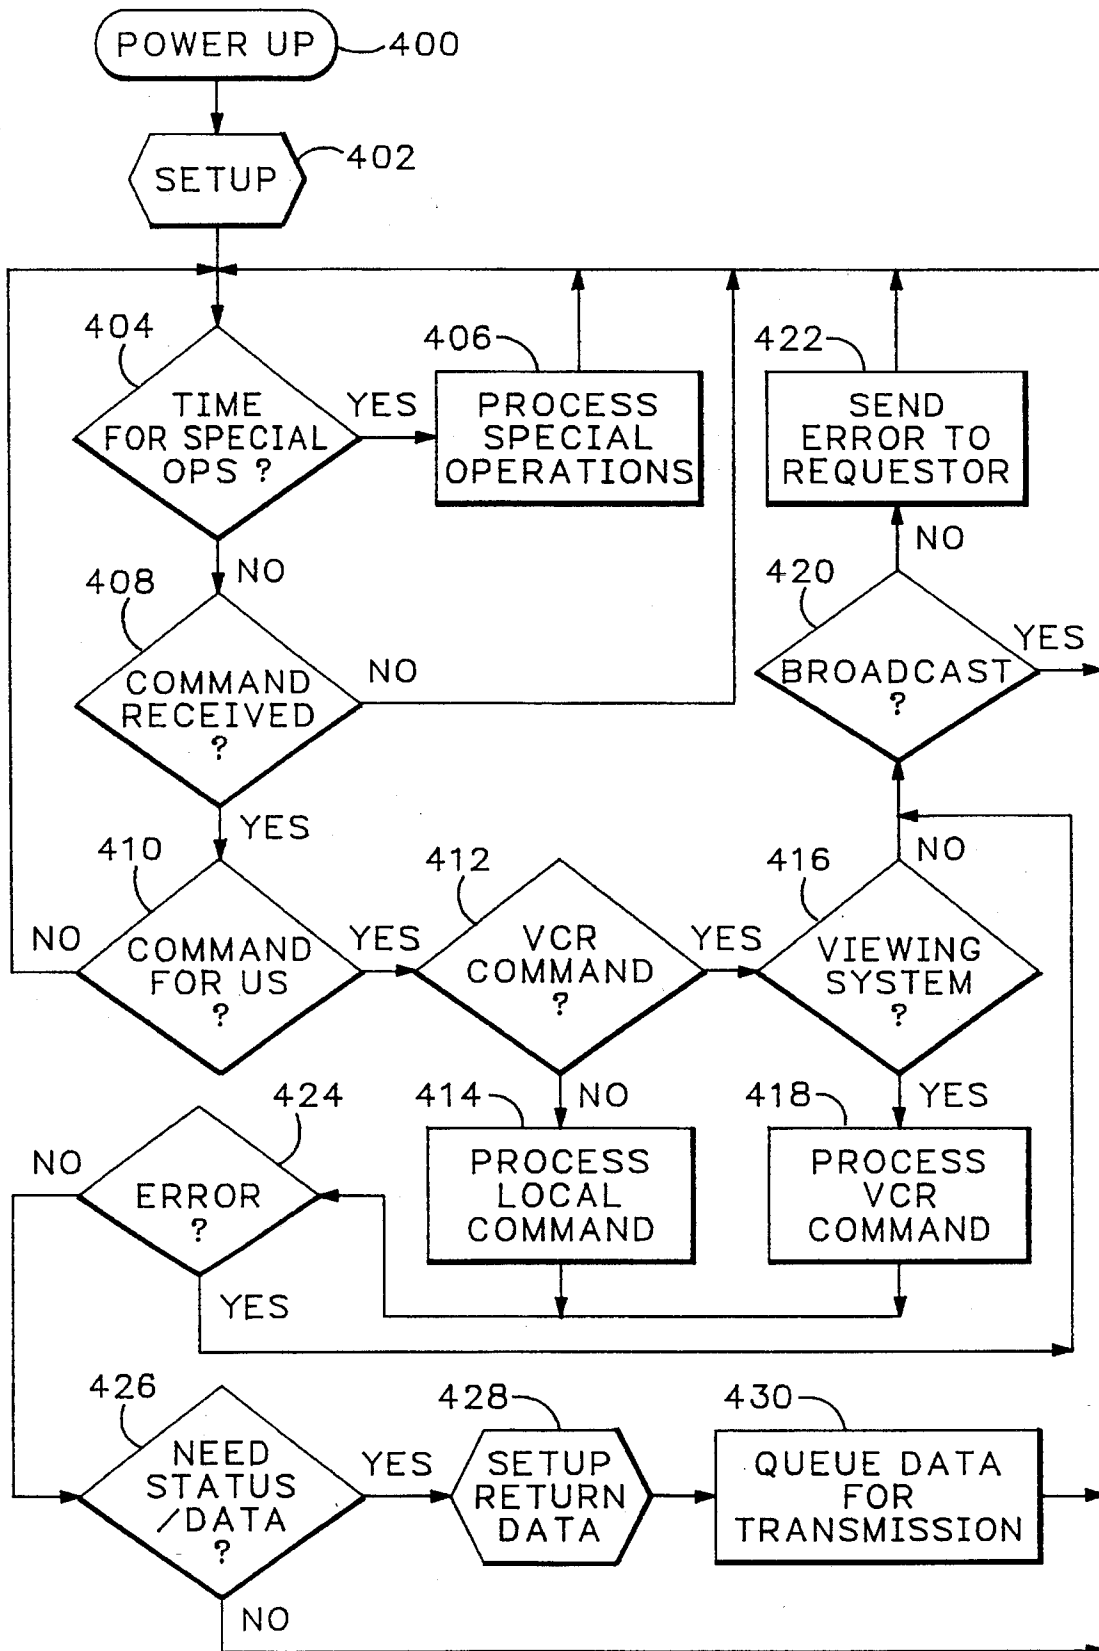 POWER UP
400
SETUP
402
404
TIME
FOR SPECIAL
OPS ?
YES
406
PROCESS
SPECIAL
OPERATIONS
422
SEND
ERROR TO
REQUESTOR
NO
NO
408
COMMAND
RECEIVED
?
NO
420
BROADCAST
?
YES
YES
410
COMMAND
FOR US
?
NO
YES
412
VCR
COMMAND
?
YES
416
VIEWING
SYSTEM
?
NO
NO
YES
414
PROCESS
LOCAL
COMMAND
418
PROCESS
VCR
COMMAND
424
ERROR
?
NO
YES
426
NEED
STATUS
/DATA
?
YES
428
SETUP
RETURN
DATA
430
QUEUE DATA
FOR
TRANSMISSION
NO